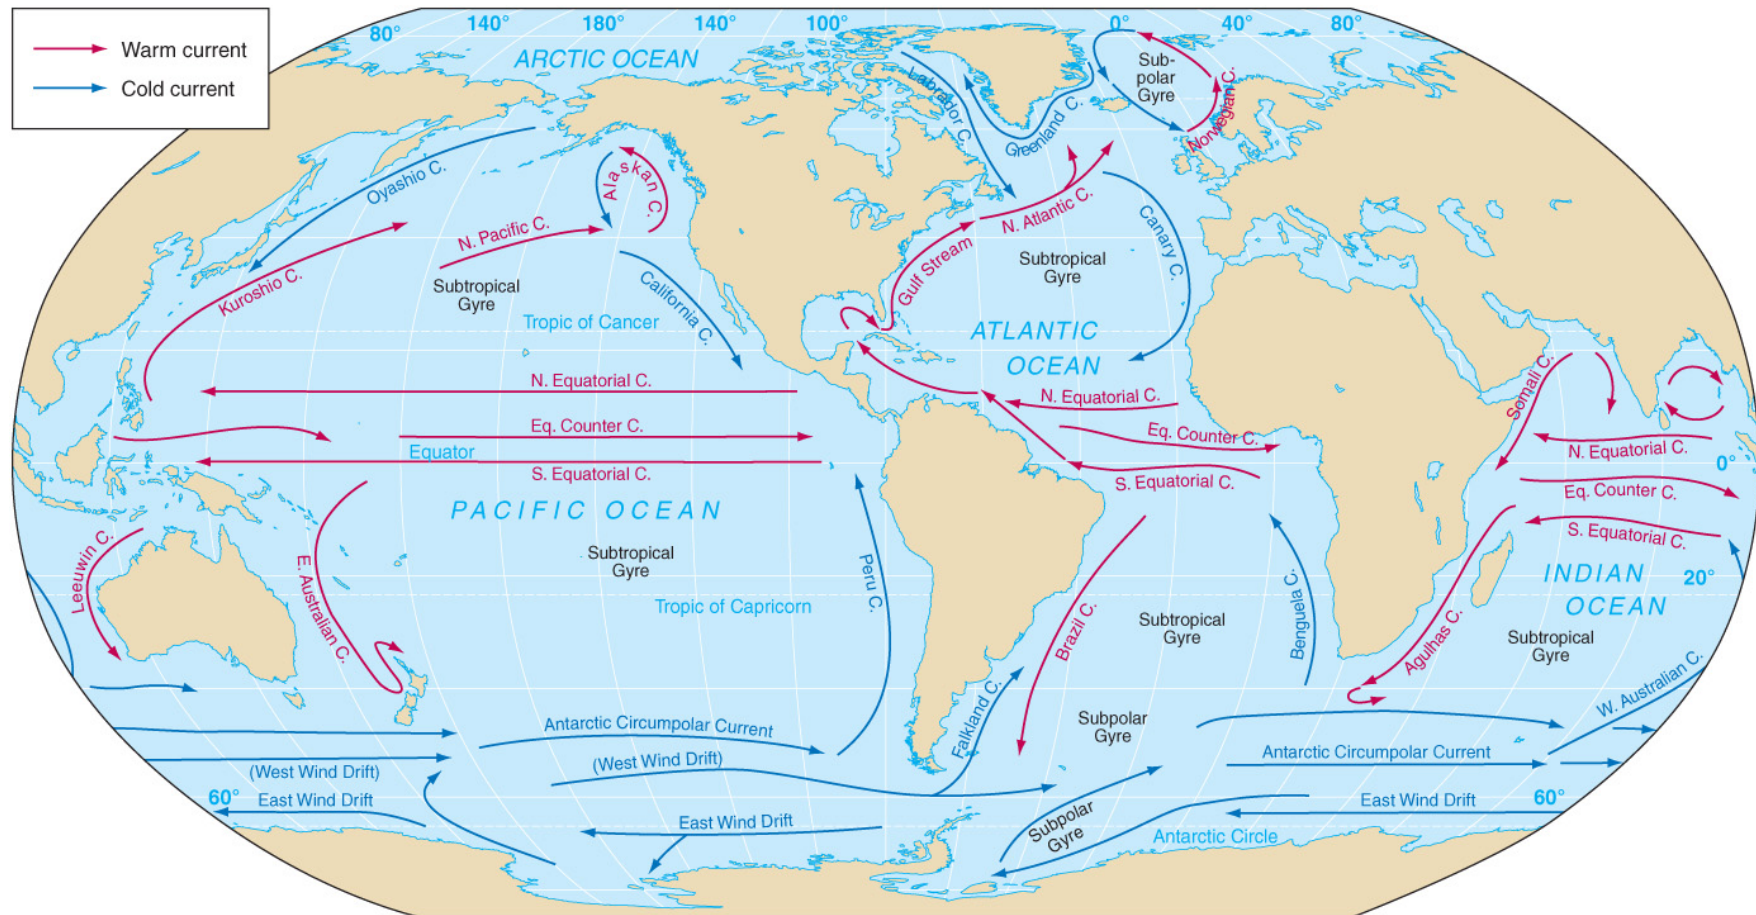 Warm current
Cold current
80°
140°
180°
140°
100°
0°
40°
80°
ARCTIC OCEAN
Sub-
polar
Gyre
Labrador C.
Greenland C.
Norwegian C.
Oyashio C.
Alaskan C.
N. Pacific C.
N. Atlantic C.
Canary C.
Kuroshio C.
Subtropical
Gyre
California C.
Gulf Stream
Subtropical
Gyre
Tropic of Cancer
ATLANTIC
OCEAN
N. Equatorial C.
N. Equatorial C.
Somali C.
Eq. Counter C.
Eq. Counter C.
N. Equatorial C.
Equator
0°
S. Equatorial C.
S. Equatorial C.
Eq. Counter C.
PACIFIC OCEAN
S. Equatorial C.
Leeuwin C.
E. Australian C.
Subtropical
Gyre
Peru C.
INDIAN
OCEAN
20°
Tropic of Capricorn
Brazil C.
Subtropical
Gyre
Benguela C.
Agulhas C.
Subtropical
Gyre
W. Australian C.
Falkland C.
Subpolar
Gyre
Antarctic Circumpolar Current
Antarctic Circumpolar Current
(West Wind Drift)
(West Wind Drift)
60°
East Wind Drift
East Wind Drift
60°
East Wind Drift
Subpolar
Gyre
Antarctic Circle